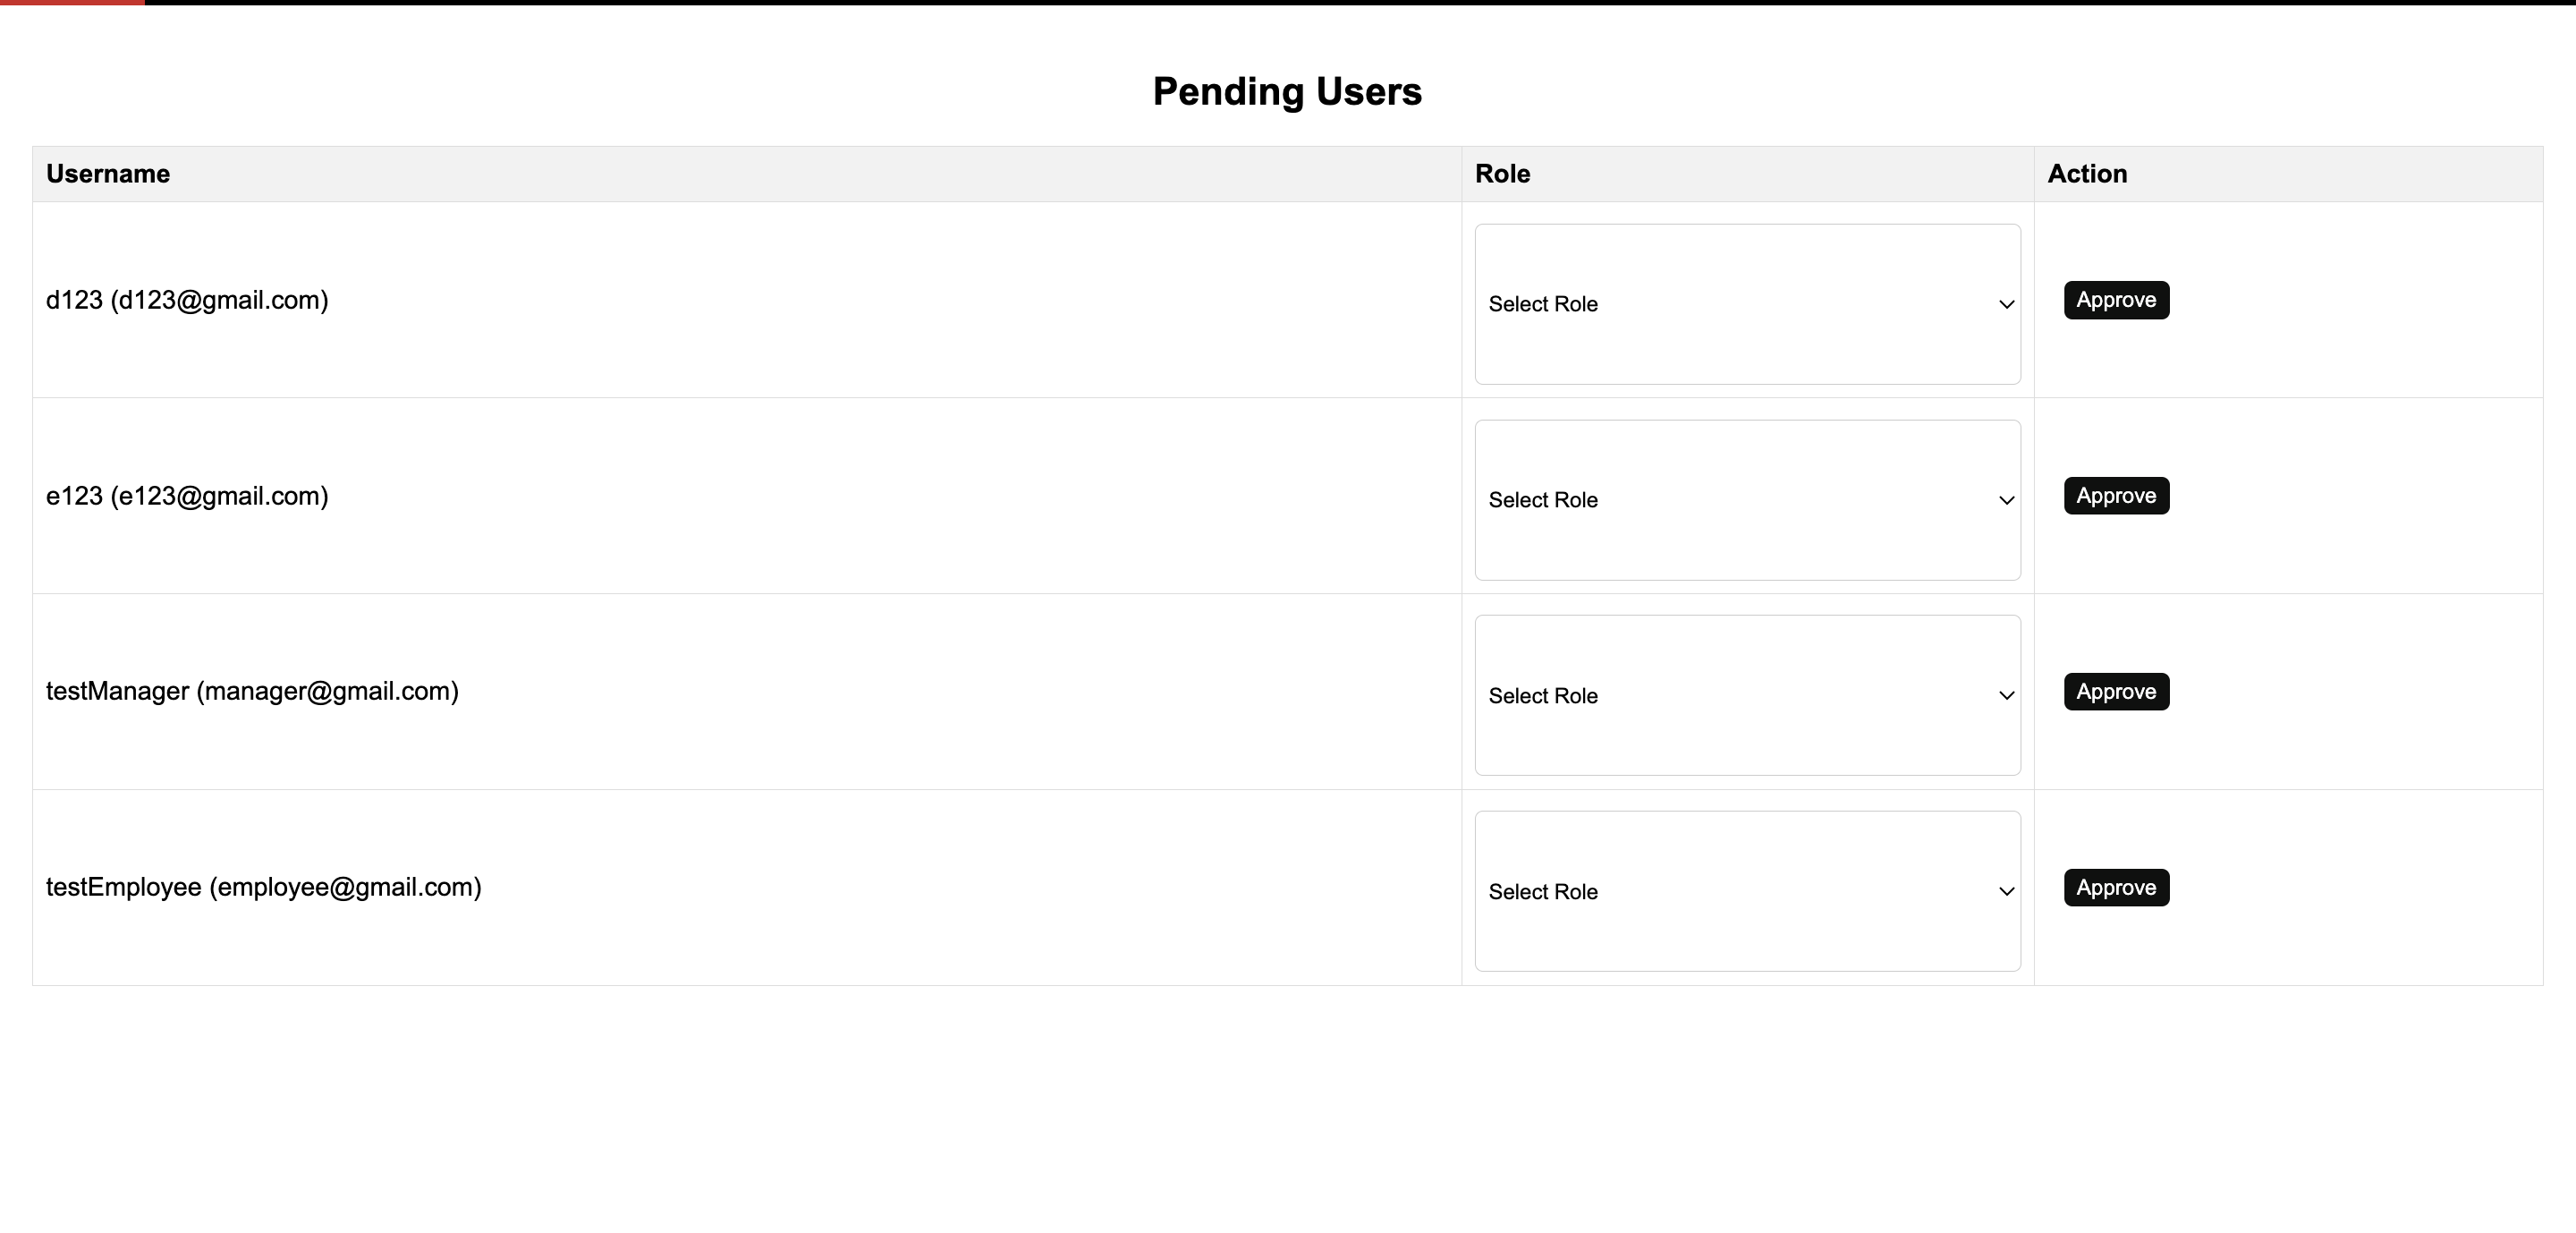 Pending Users
Username Role Action
d123 (d123@gmail.com) Select Role Approve
e123 (e123@gmail.com) Select Role Approve
testManager (manager@gmail.com) Select Role Approve
testEmployee (employee@gmail.com) Select Role Approve